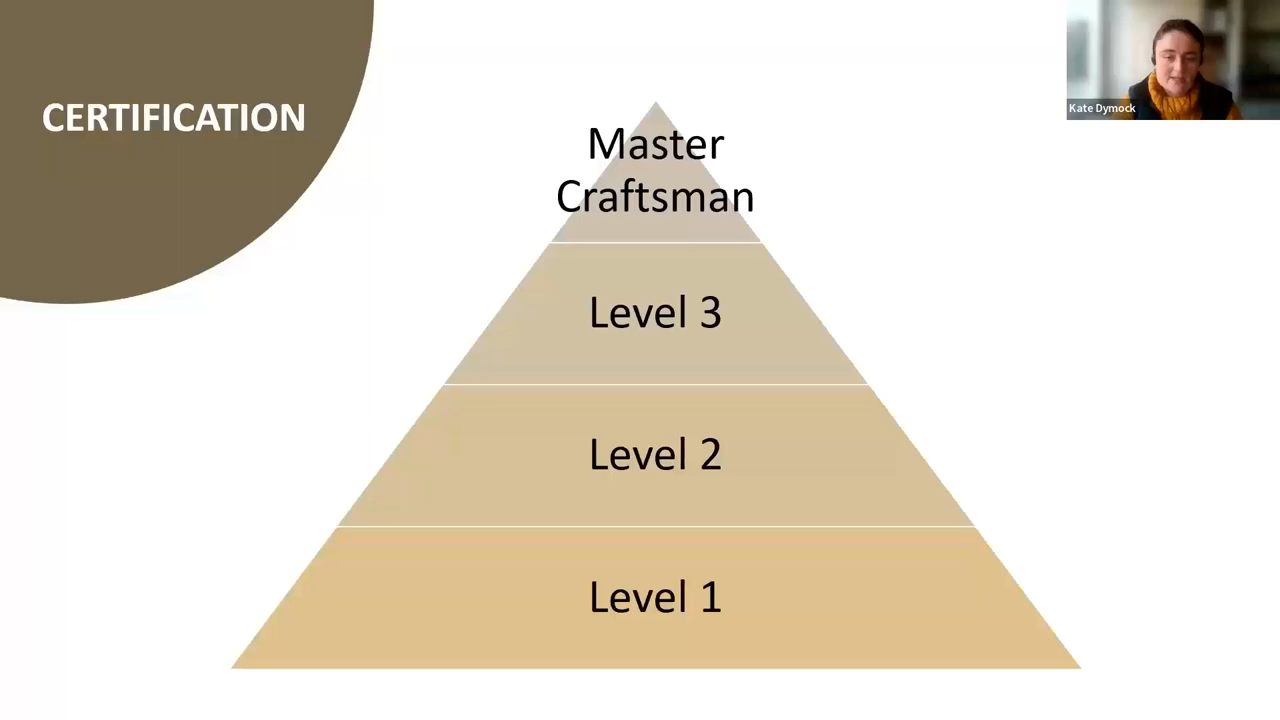 CERTIFICATION
Kate Dymock
Master
Craftsman
Level 3
Level 2
Level 1